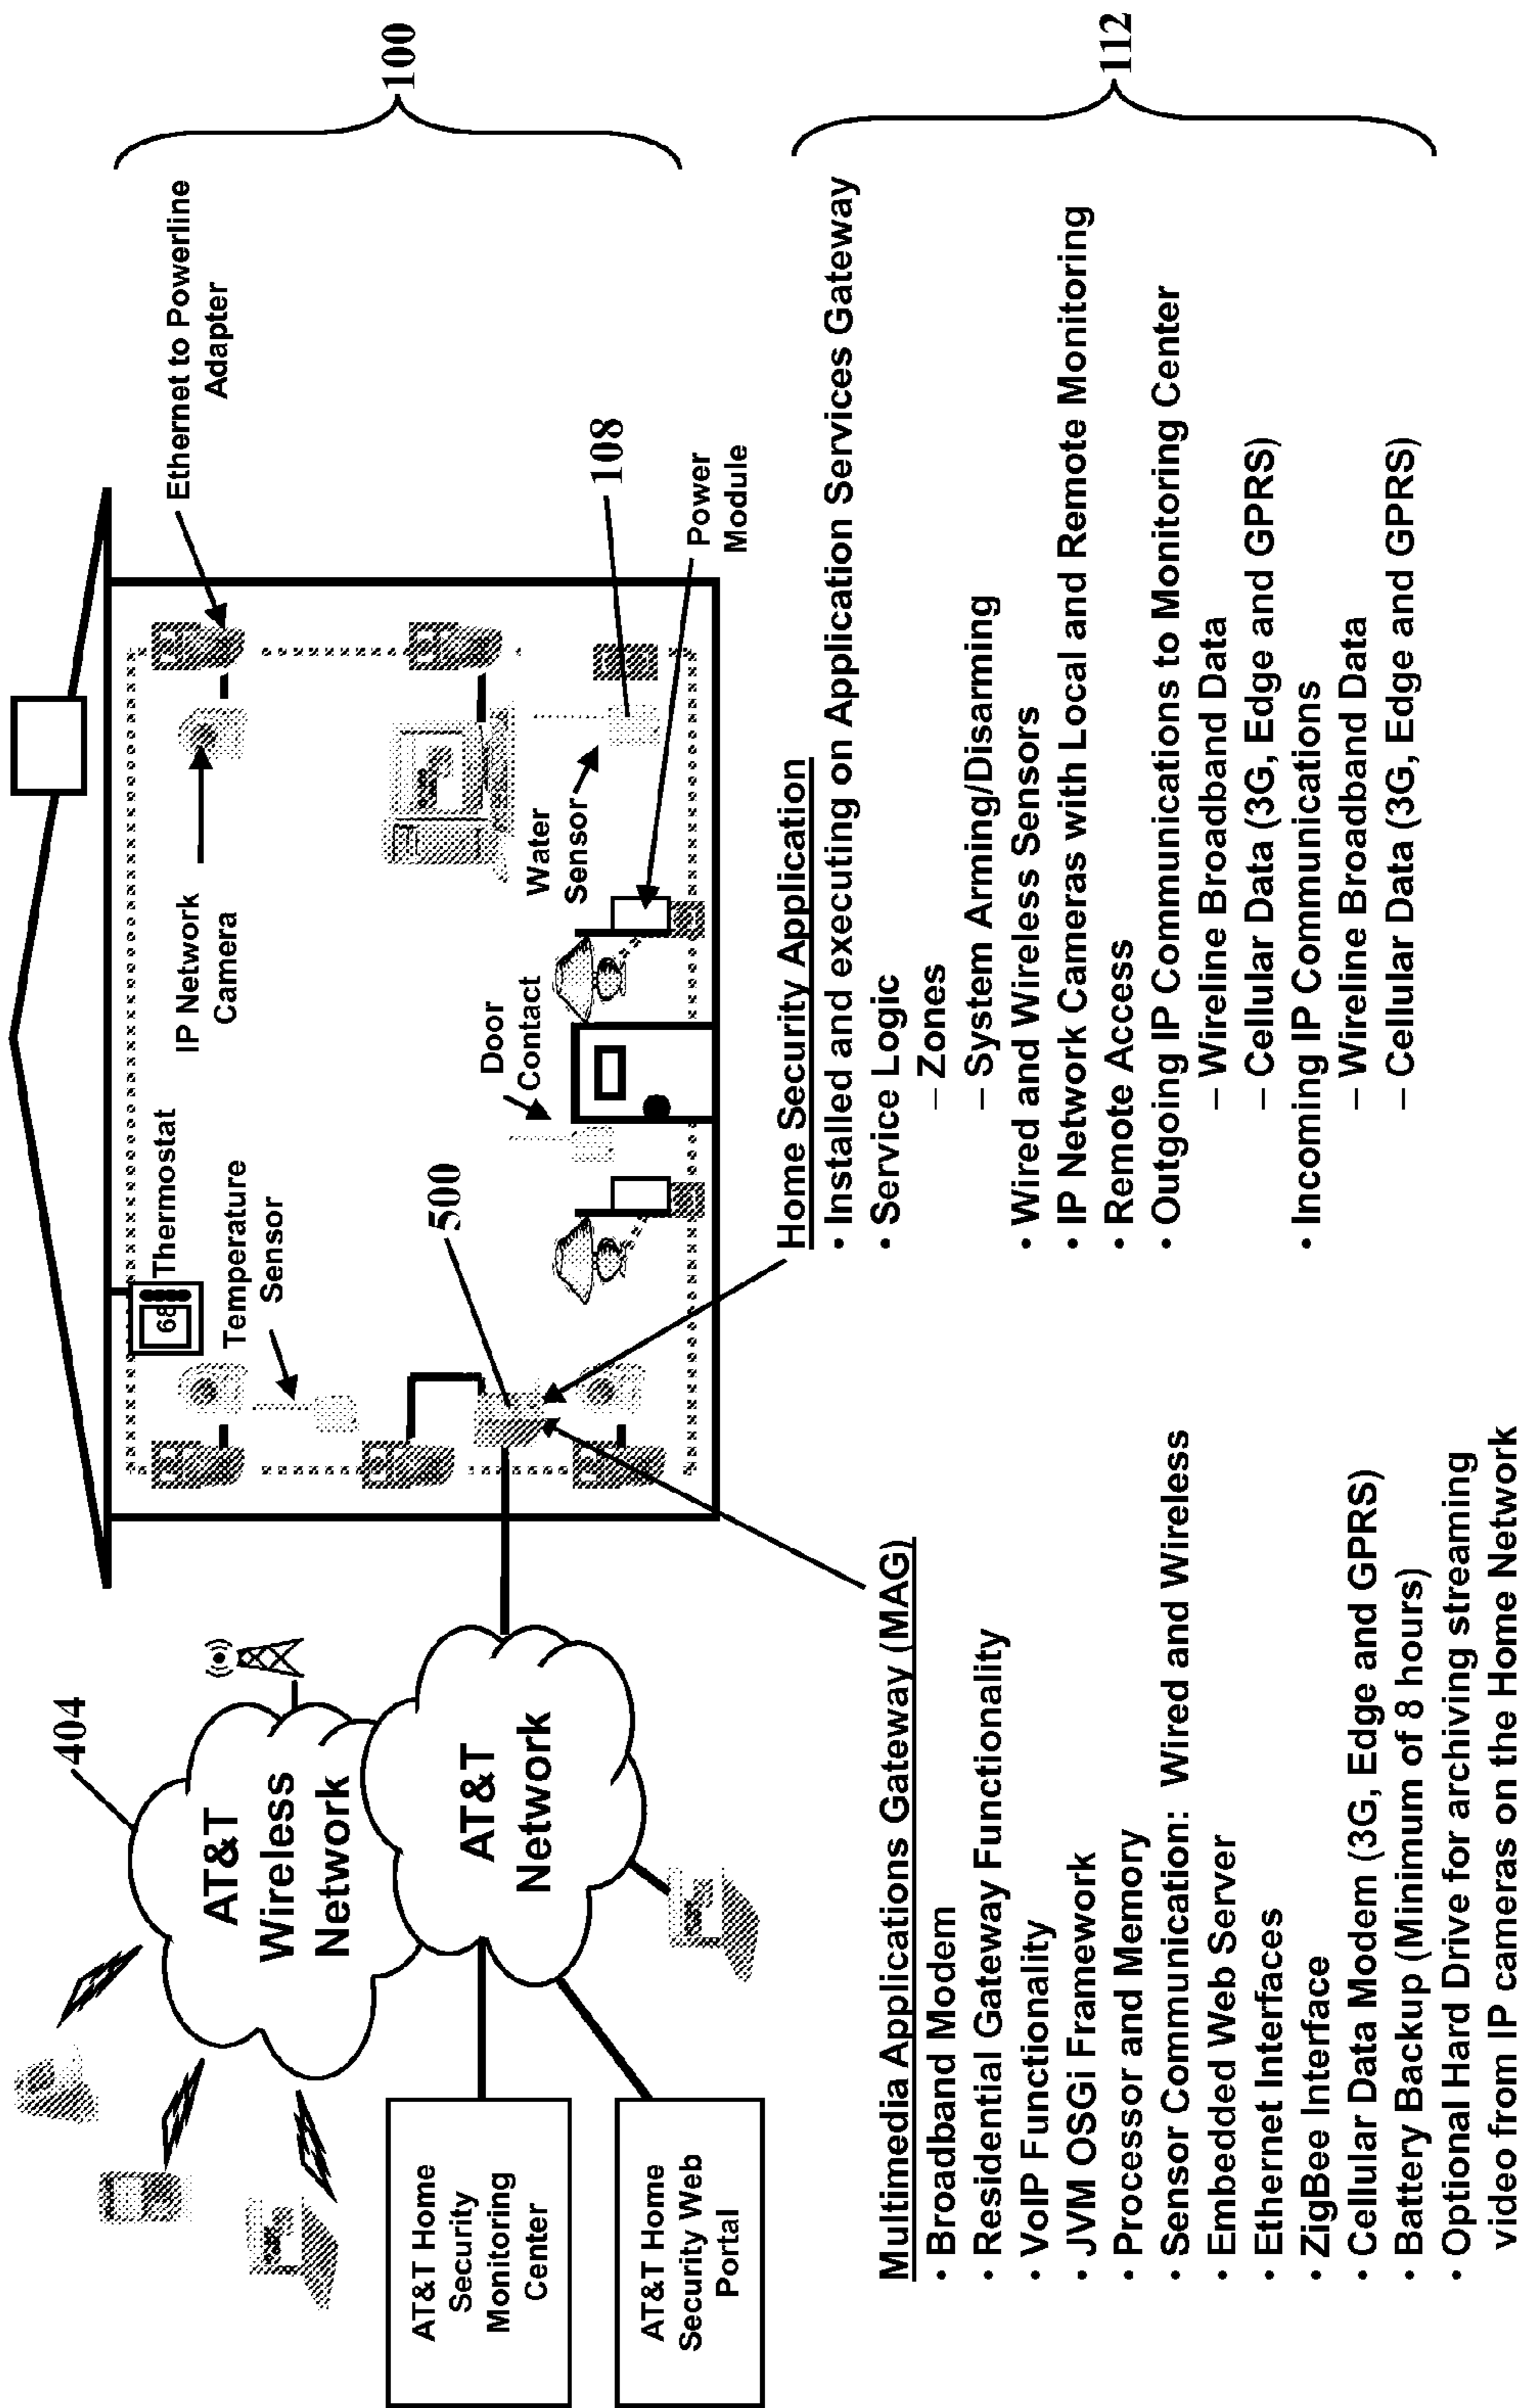 404
AT&T
Wireless
Network
AT&T
Network
AT&T Home
Security
Monitoring
Center
AT&T Home
Security Web
Portal
68
Thermostat
Temperature
Sensor
500
IP Network
Camera
Door
Contact
Water
Sensor
Ethernet to Powerline
Adapter
108
Power
Module
100
Multimedia Applications Gateway (MAG)
• Broadband Modem
• Residential Gateway Functionality
• VoIP Functionality
• JVM OSGi Framework
• Processor and Memory
• Sensor Communication: Wired and Wireless
• Embedded Web Server
• Ethernet Interfaces
• ZigBee Interface
• Cellular Data Modem (3G, Edge and GPRS)
• Battery Backup (Minimum of 8 hours)
• Optional Hard Drive for archiving streaming
video from IP cameras on the Home Network
Home Security Application
• Installed and executing on Application Services Gateway
• Service Logic
– Zones
– System Arming/Disarming
• Wired and Wireless Sensors
• IP Network Cameras with Local and Remote Monitoring
• Remote Access
• Outgoing IP Communications to Monitoring Center
– Wireline Broadband Data
– Cellular Data (3G, Edge and GPRS)
• Incoming IP Communications
– Wireline Broadband Data
– Cellular Data (3G, Edge and GPRS)
112